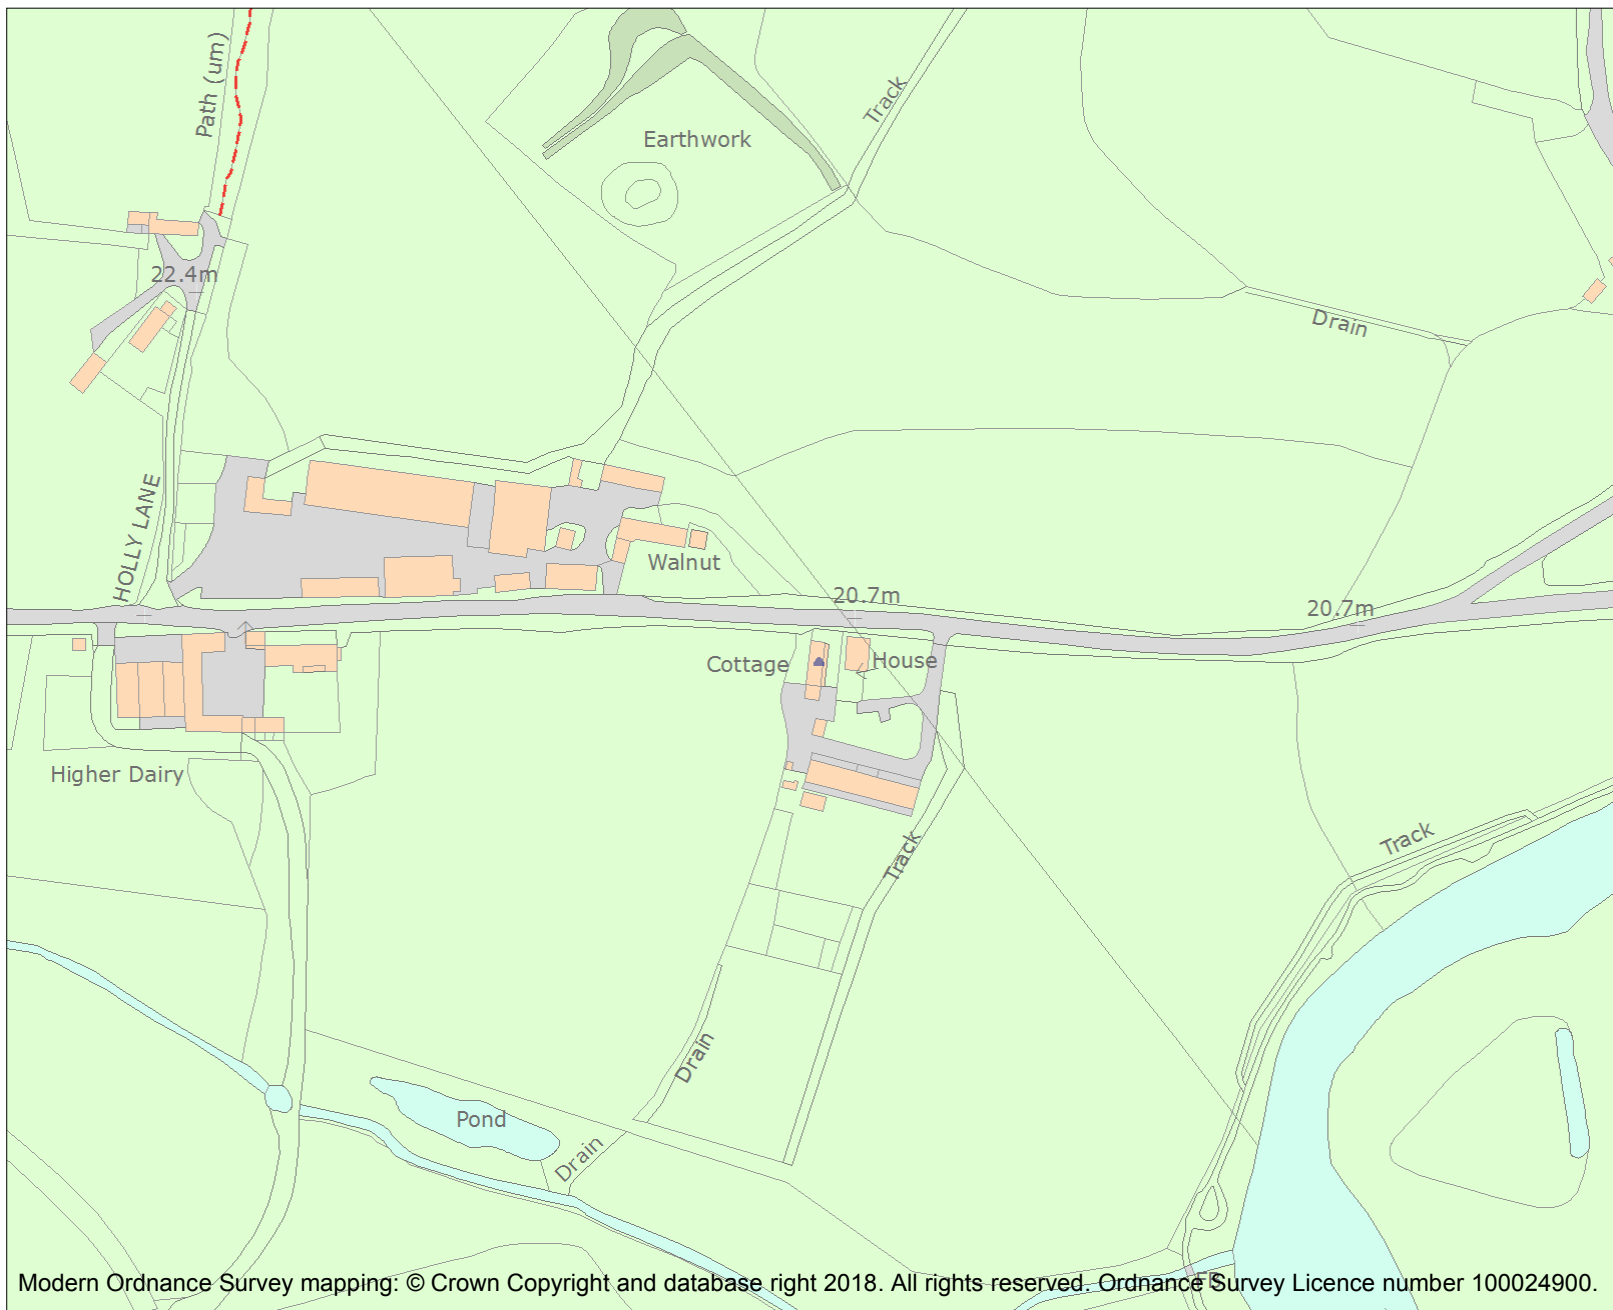 Path (um)
Track
Earthwork
22.4m
Drain
HOLLY LANE
Walnut
20.7m
20.7m
Cottage
House
Higher Dairy
Track
Track
Drain
Pond
Drain
FB
Modern Ordnance Survey mapping: © Crown Copyright and database right 2018. All rights reserved. Ordnance Survey Licence number 100024900.